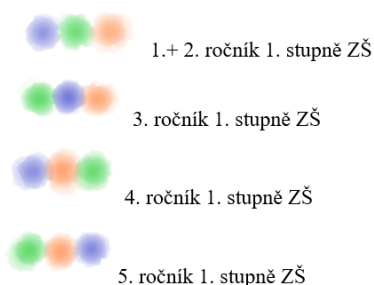 1.+ 2. ročník 1. stupně ZŠ
3. ročník 1. stupně ZŠ
4. ročník 1. stupně ZŠ
5. ročník 1. stupně ZŠ